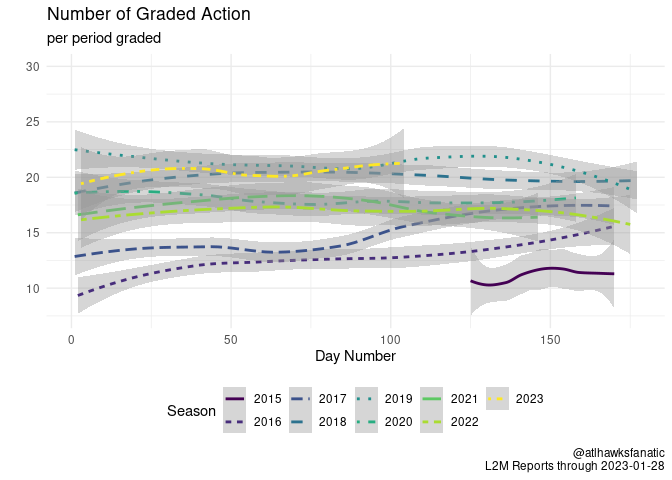 Number of Graded Action
per period graded
30
25
20
15
10
0 50 100 150
Day Number
Season
2015 2017 2019 2021 2023
2016 2018 2020 2022
@atlhawksfanatic
L2M Reports through 2023-01-28